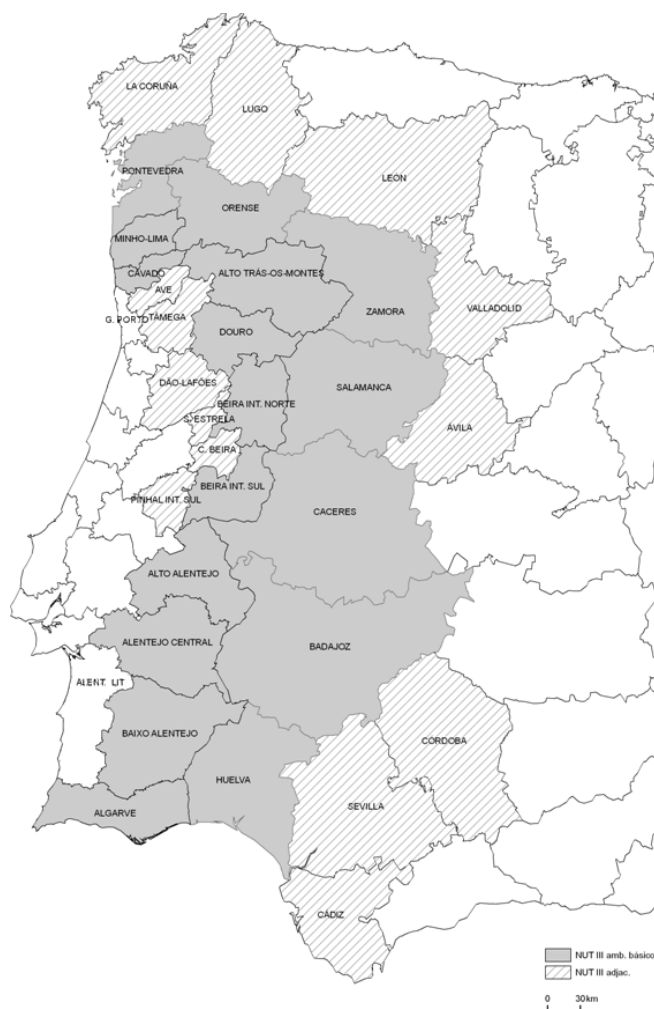 LA CORUÑA
LUGO
PONTEVEDRA
LEÓN
ORENSE
MINHO-LIMA
CÁVADO
ALTO TRÁS-OS-MONTES
AVE
G. PORTO
TÂMEGA
ZAMORA
VALLADOLID
DOURO
DÃO-LAFÕES
SALAMANCA
BEIRA INT. NORTE
S. ESTRELA
ÁVILA
C. BEIRA
BEIRA INT. SUL
PINHAL INT. SUL
CACERES
ALTO ALENTEJO
ALENTEJO CENTRAL
BADAJOZ
ALENT. LIT
BAIXO ALENTEJO
CÓRDOBA
HUELVA
SEVILLA
ALGARVE
CÁDIZ
NUT III amb. básico
NUT III adjac.
0 30km